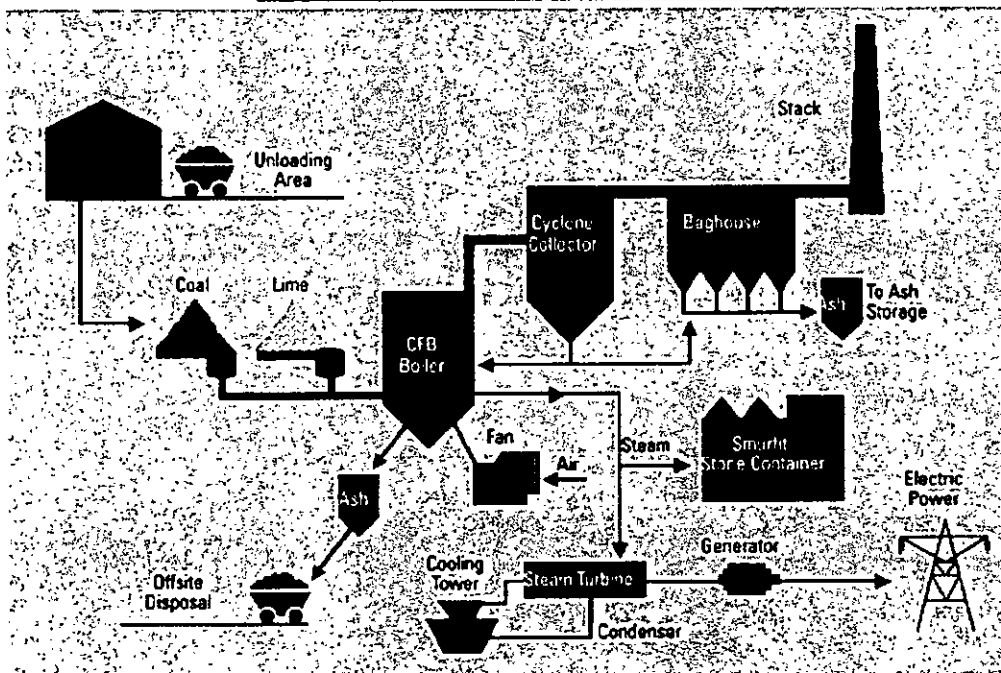 Stack
Unloading
Area
Cyclone
Collector
Baghouse
Coal
Lime
Ash
To Ash
Storage
CFB
Boiler
Fan
Air
Steam
Smurfit
Stone Container
Electric
Power
Ash
Generator
Cooling
Tower
Steam Turbine
Offsite
Disposal
Condenser